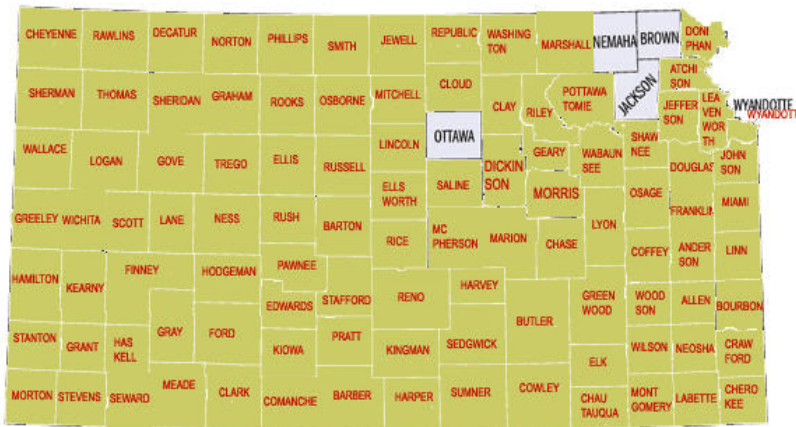 CHEYENNE RAWLINS DECATUR NORTON PHILLIPS SMITH JEWELL REPUBLIC WASHING
TON MARSHALL NEMAHA BROWN DONI
PHAN
SHERMAN THOMAS SHERIDAN GRAHAM ROOKS OSBORNE MITCHELL CLOUD CLAY RILEY POTTAWA
TOMIE JACKSON ATCHI
SON
JEFFER
SON LEA
VEN
WOR
TH WYANDOTTE
WYANDOTT
WALLACE LOGAN GOVE TREGO ELLIS RUSSELL LINCOLN OTTAWA DICKIN
SON GEARY WABAUN
SEE SHAW
NEE DOUGLAS JOHN
SON
GREELEY WICHITA SCOTT LANE NESS RUSH BARTON ELLS
WORTH SALINE MORRIS LYON OSAGE FRANKLIN MIAMI
RICE MC
PHERSON MARION CHASE COFFEY ANDER
SON LINN
HAMILTON KEARNY FINNEY HODGEMAN PAWNEE
EDWARDS STAFFORD RENO HARVEY BUTLER GREEN
WOOD WOOD
SON ALLEN BOURBON
STANTON GRANT HAS
KELL GRAY FORD KIOWA PRATT KINGMAN SEDGWICK ELK WILSON NEOSHA CRAW
FORD
MORTON STEVENS SEWARD MEADE CLARK COMANCHE BARBER HARPER SUMNER COWLEY CHAU
TAUQUA MONT
GOMERY LABETTE CHERO
KEE